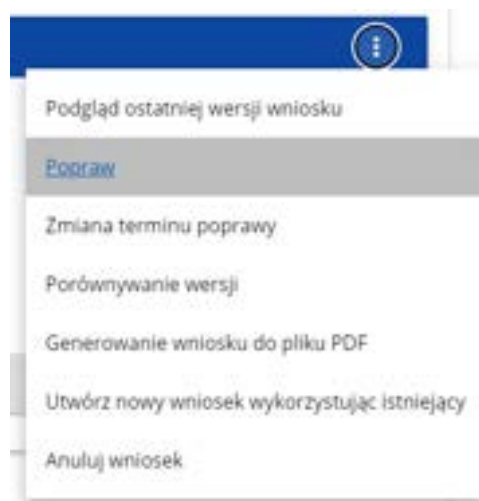 Podgląd ostatniej wersji wniosku
Popraw
Zmiana terminu poprawy
Porównywanie wersji
Generowanie wniosku do pliku PDF
Utwórz nowy wniosek wykorzystując istniejący
Anuluj wniosek